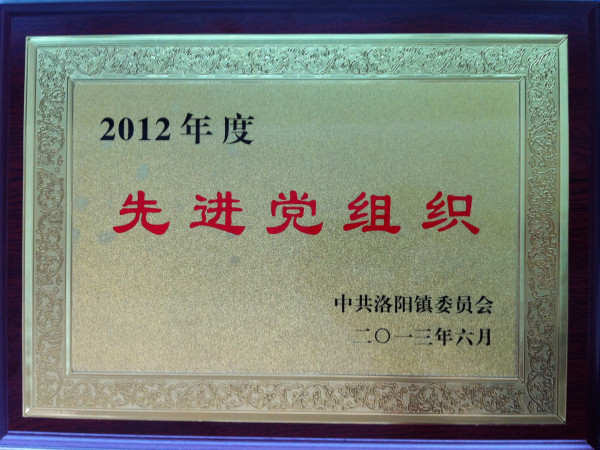 2012年度
先进党组织
中共洛阳镇委员会
二〇一三年六月